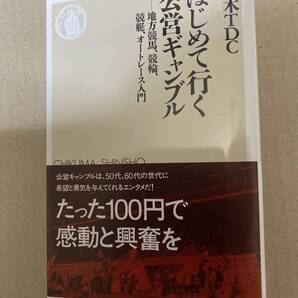 木TDC
はじめて行く
公営ギャンブル
地方競馬、競輪、
競艇、オートレース入門
CHIKUMA SHINSHO
公営ギャンブルは、50代、60代の世代に
希望と勇気を与えてくれるエンタメだ!
たった100円で
感動と興奮を